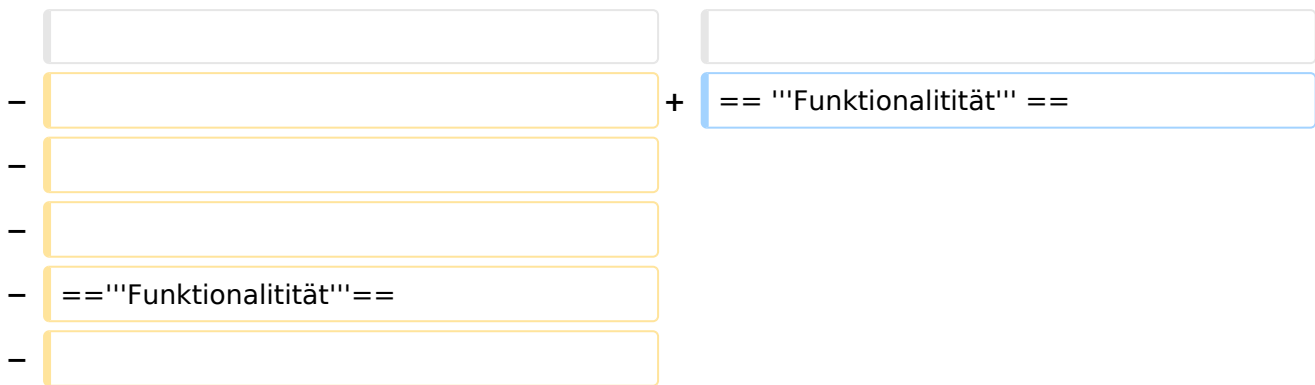 − + == '''Funktionalitität''' ==
−
−
− =='''Funktionalitität'''==
−